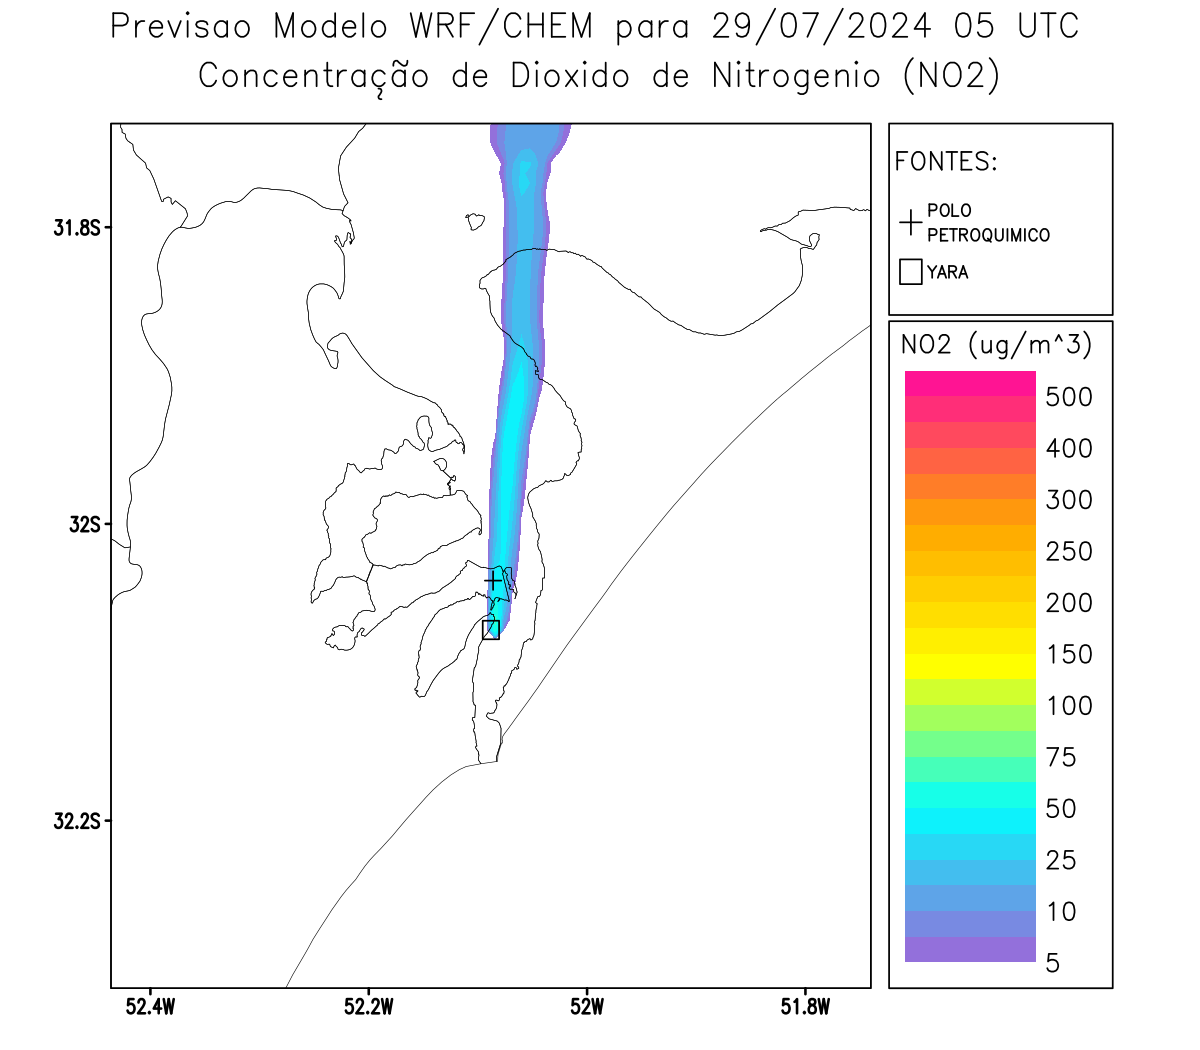 Previsao Modelo WRF/CHEM para 29/07/2024 05 UTC
Concentração de Dioxido de Nitrogenio (NO2)
FONTES:
POLO
PETROQUIMICO
YARA
NO2 (ug/m^3)
500
400
300
250
200
150
100
75
50
25
10
5
31.8S
32S
32.2S
52.4W
52.2W
52W
51.8W